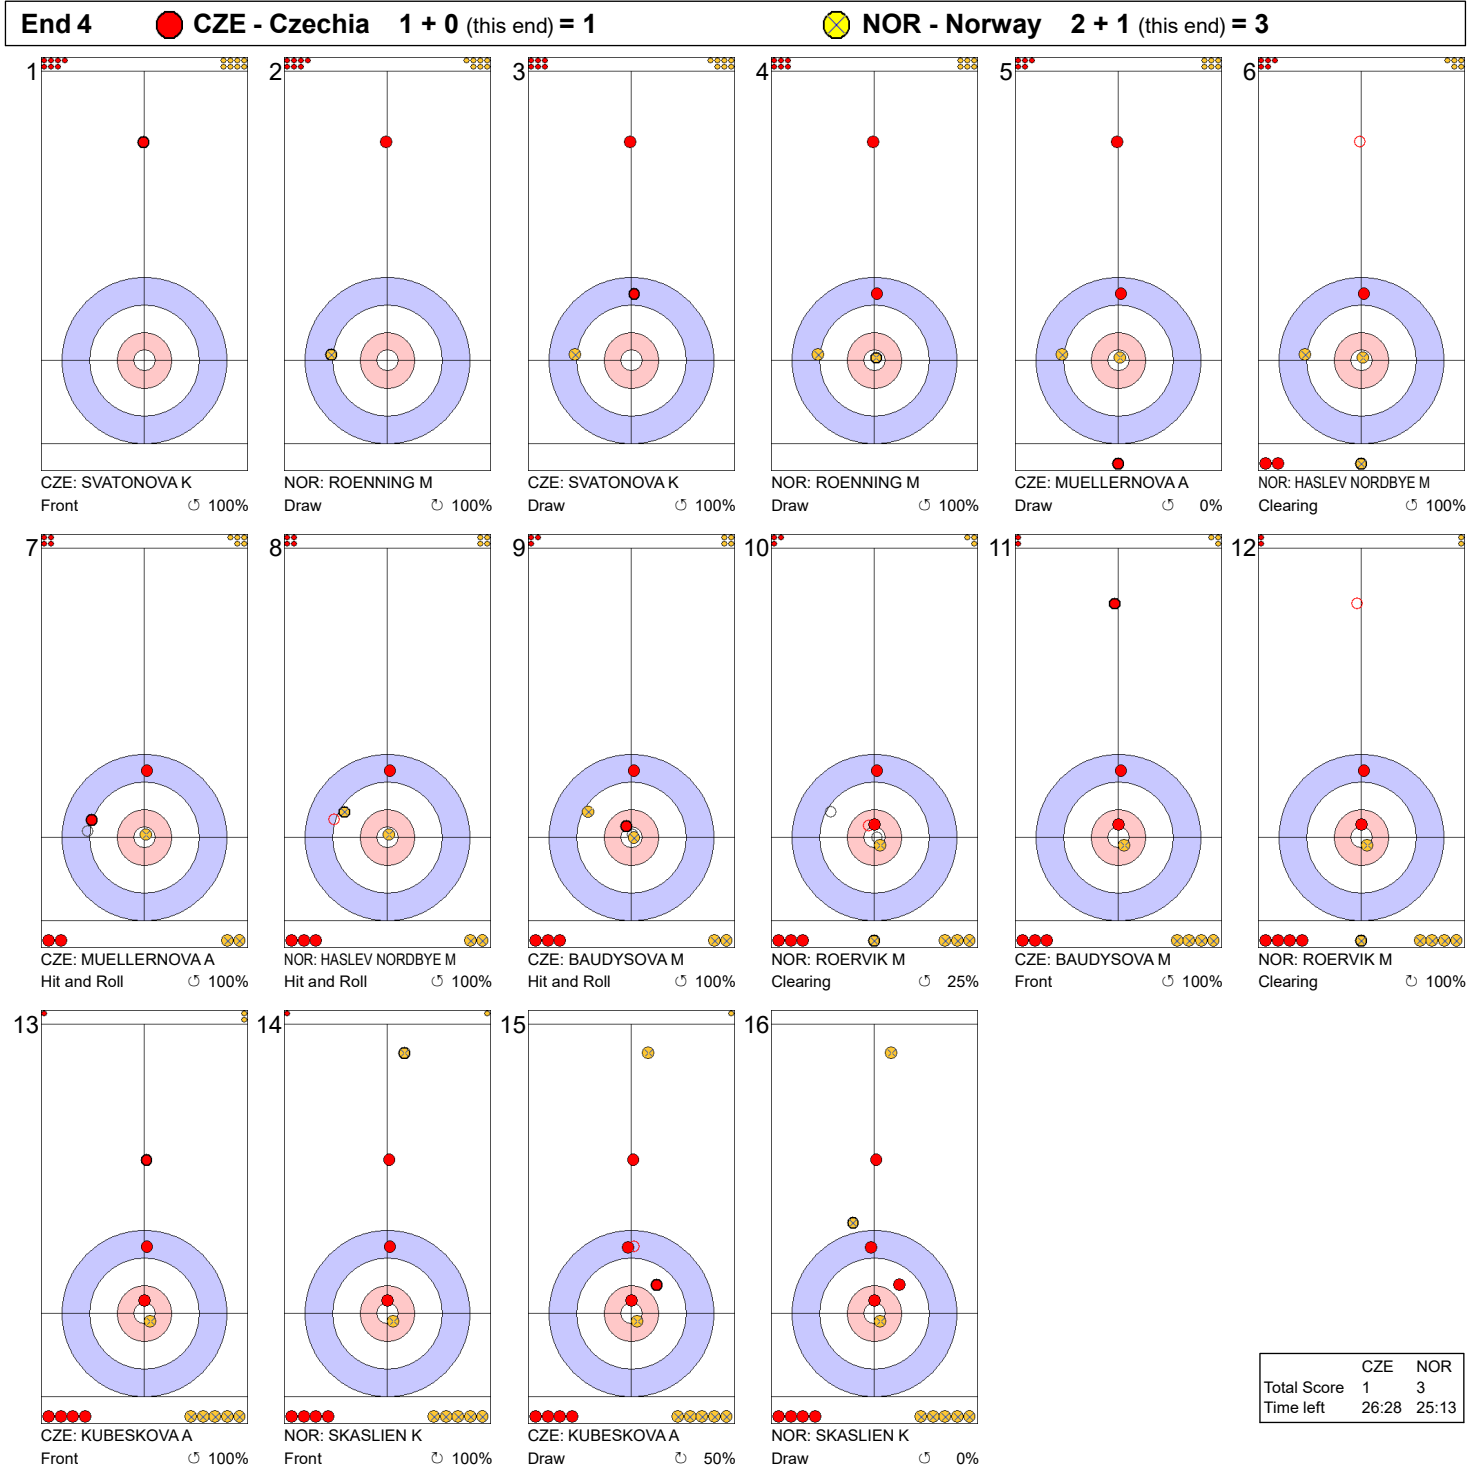 End 4 CZE - Czechia 1 + 0 (this end) = 1 NOR - Norway 2 + 1 (this end) = 3
1 2 3 4 5 6
CZE: SVATONOVA K NOR: ROENNING M CZE: SVATONOVA K NOR: ROENNING M CZE: MUELLERNOVA A NOR: HASLEV NORDBYE M
Front ↺ 100% Draw ↻ 100% Draw ↺ 100% Draw ↺ 100% Draw ↺ 0% Clearing ↺ 100%
7 8 9 10 11 12
CZE: MUELLERNOVA A NOR: HASLEV NORDBYE M CZE: BAUDYSOVA M NOR: ROERVIK M CZE: BAUDYSOVA M NOR: ROERVIK M
Hit and Roll ↺ 100% Hit and Roll ↺ 100% Hit and Roll ↺ 100% Clearing ↺ 25% Front ↺ 100% Clearing ↻ 100%
13 14 15 16
CZE: KUBESKOVA A NOR: SKASLIEN K CZE: KUBESKOVA A NOR: SKASLIEN K
Front ↺ 100% Front ↺ 100% Draw ↻ 50% Draw ↺ 0%
CZE NOR
Total Score 1 3
Time left 26:28 25:13